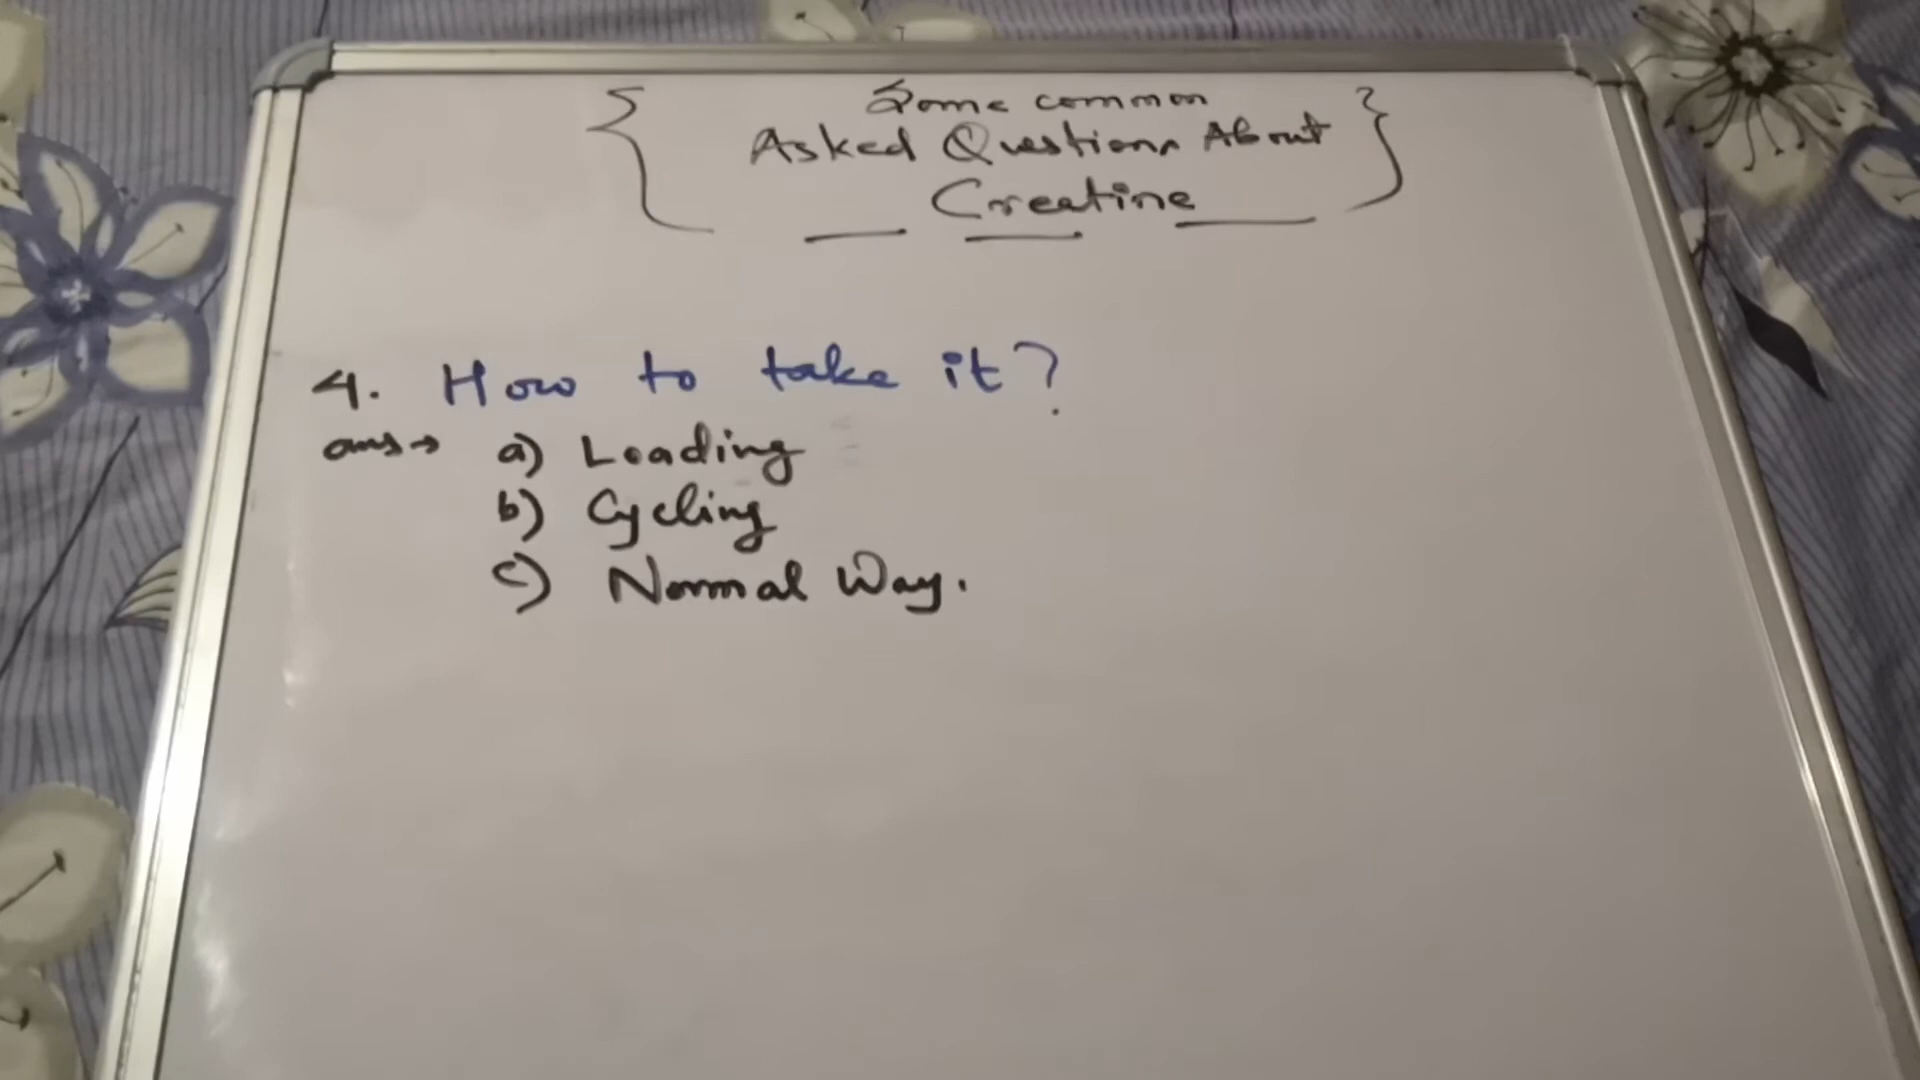 { Some common }
Asked Questions About
Creatine
4. How to take it?
ans → a) Loading
b) Cycling
c) Normal Way.